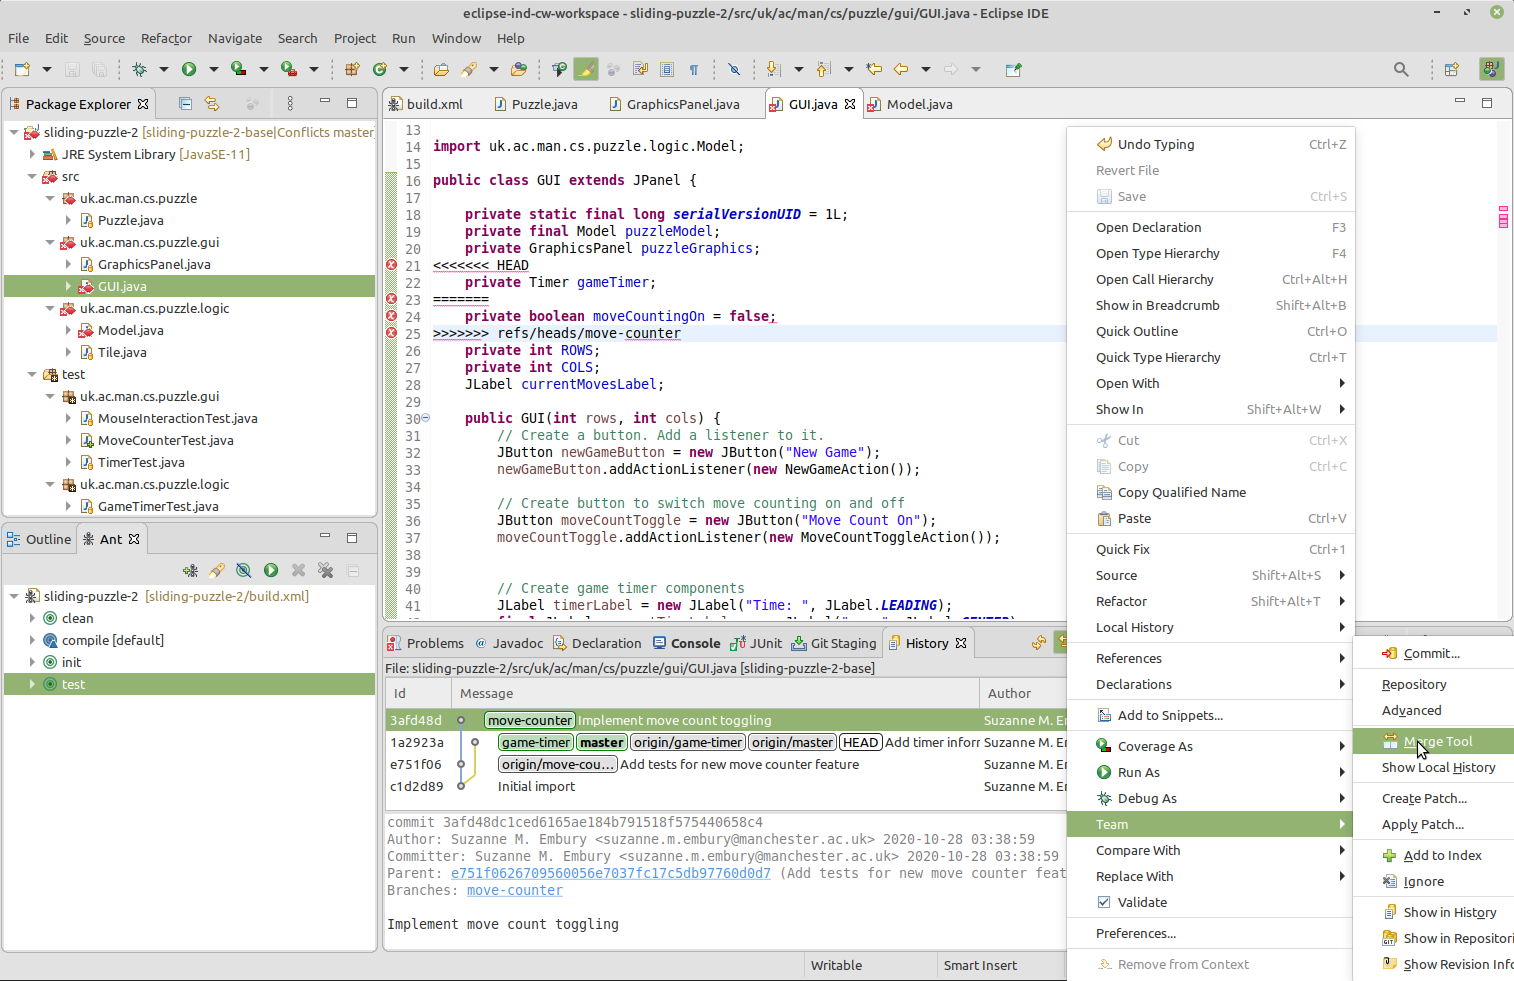 eclipse-ind-cw-workspace - sliding-puzzle-2/src/uk/ac/man/cs/puzzle/gui/GUI.java - Eclipse IDE
File Edit Source Refactor Navigate Search Project Run Window Help
Package Explorer
sliding-puzzle-2 [sliding-puzzle-2-base|Conflicts master]
JRE System Library [JavaSE-11]
src
uk.ac.man.cs.puzzle
Puzzle.java
uk.ac.man.cs.puzzle.gui
GraphicsPanel.java
GUI.java
uk.ac.man.cs.puzzle.logic
Model.java
Tile.java
test
uk.ac.man.cs.puzzle.gui
MouseInteractionTest.java
MoveCounterTest.java
TimerTest.java
uk.ac.man.cs.puzzle.logic
GameTimerTest.java
Outline Ant
sliding-puzzle-2 [sliding-puzzle-2/build.xml]
clean
compile [default]
init
test
build.xml Puzzle.java GraphicsPanel.java GUI.java Model.java
13
14 import uk.ac.man.cs.puzzle.logic.Model;
15
16 public class GUI extends JPanel {
17
18 private static final long serialVersionUID = 1L;
19 private final Model puzzleModel;
20 private GraphicsPanel puzzleGraphics;
21 <<<<<<< HEAD
22 private Timer gameTimer;
23 =======
24 private boolean moveCountingOn = false;
25 >>>>>>> refs/heads/move-counter
26 private int ROWS;
27 private int COLS;
28 JLabel currentMovesLabel;
29
30 public GUI(int rows, int cols) {
31 // Create a button. Add a listener to it.
32 JButton newGameButton = new JButton("New Game");
33 newGameButton.addActionListener(new NewGameAction());
34
35 // Create button to switch move counting on and off
36 JButton moveCountToggle = new JButton("Move Count On");
37 moveCountToggle.addActionListener(new MoveCountToggleAction());
38
39
40 // Create game timer components
41 JLabel timerLabel = new JLabel("Time: ", JLabel.LEADING);
Problems Javadoc Declaration Console JUnit Git Staging History
File: sliding-puzzle-2/src/uk/ac/man/cs/puzzle/gui/GUI.java [sliding-puzzle-2-base]
Id Message Author
3afd48d move-counter Implement move count toggling Suzanne M. Er
1a2923a game-timer master origin/game-timer origin/master HEAD Add timer inforr Suzanne M. Er
e751f06 origin/move-cou... Add tests for new move counter feature Suzanne M. Er
c1d2d89 Initial import Suzanne M. Er
commit 3afd48dc1ced6165ae184b791518f575440658c4
Author: Suzanne M. Embury <suzanne.m.embury@manchester.ac.uk> 2020-10-28 03:38:59
Committer: Suzanne M. Embury <suzanne.m.embury@manchester.ac.uk> 2020-10-28 03:38:59
Parent: e751f0626709560056e7037fc17c5db97760d0d7 (Add tests for new move counter feat
Branches: move-counter
Implement move count toggling
Writable Smart Insert
Undo Typing Ctrl+Z
Revert File
Save Ctrl+S
Open Declaration F3
Open Type Hierarchy F4
Open Call Hierarchy Ctrl+Alt+H
Show in Breadcrumb Shift+Alt+B
Quick Outline Ctrl+O
Quick Type Hierarchy Ctrl+T
Open With
Show In Shift+Alt+W
Cut Ctrl+X
Copy Ctrl+C
Copy Qualified Name
Paste Ctrl+V
Quick Fix Ctrl+1
Source Shift+Alt+S
Refactor Shift+Alt+T
Local History
References
Declarations
Add to Snippets...
Coverage As
Run As
Debug As
Team
Compare With
Replace With
Validate
Preferences...
Remove from Context
Commit...
Repository
Advanced
Merge Tool
Show Local History
Create Patch...
Apply Patch...
Add to Index
Ignore
Show in History
Show in Repositori
Show Revision Info